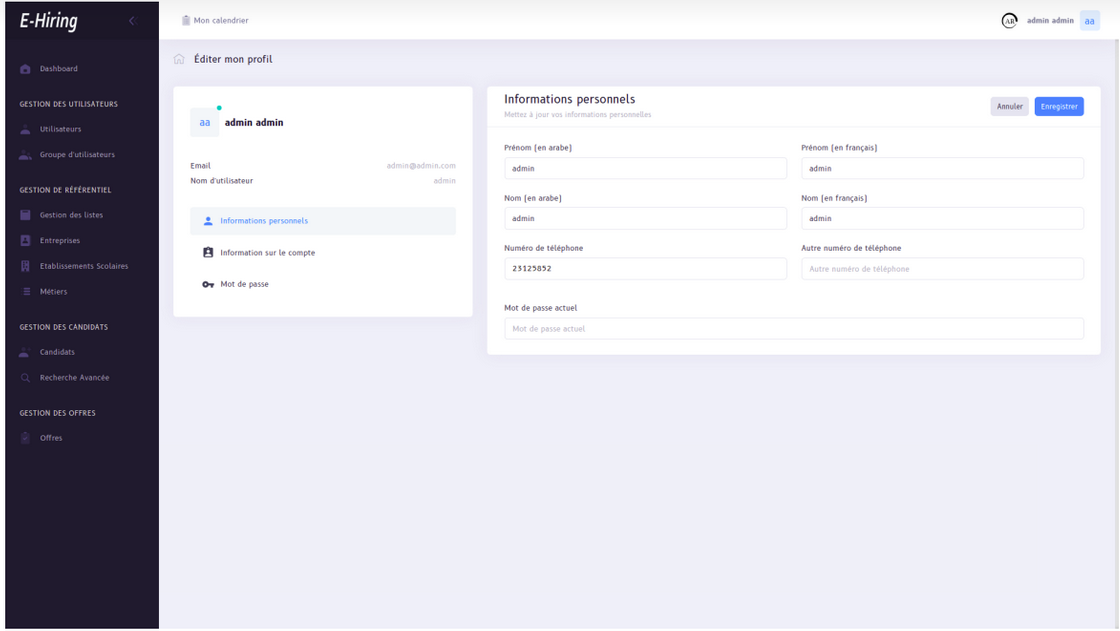 E-Hiring
Mon calendrier
AR
admin admin
aa
Dashboard
GESTION DES UTILISATEURS
Utilisateurs
Groupe d'utilisateurs
GESTION DE RÉFÉRENTIEL
Gestion des listes
Entreprises
Etablissements Scolaires
Métiers
GESTION DES CANDIDATS
Candidats
Recherche Avancée
GESTION DES OFFRES
Offres
Éditer mon profil
aa
admin admin
Email admin@admin.com
Nom d'utilisateur admin
Informations personnels
Information sur le compte
Mot de passe
Informations personnels
Mettez à jour vos informations personnelles
Annuler
Enregistrer
Prénom [en arabe]
admin
Prénom [en français]
admin
Nom [en arabe]
admin
Nom [en français]
admin
Numéro de téléphone
23125852
Autre numéro de téléphone
Autre numéro de téléphone
Mot de passe actuel
Mot de passe actuel